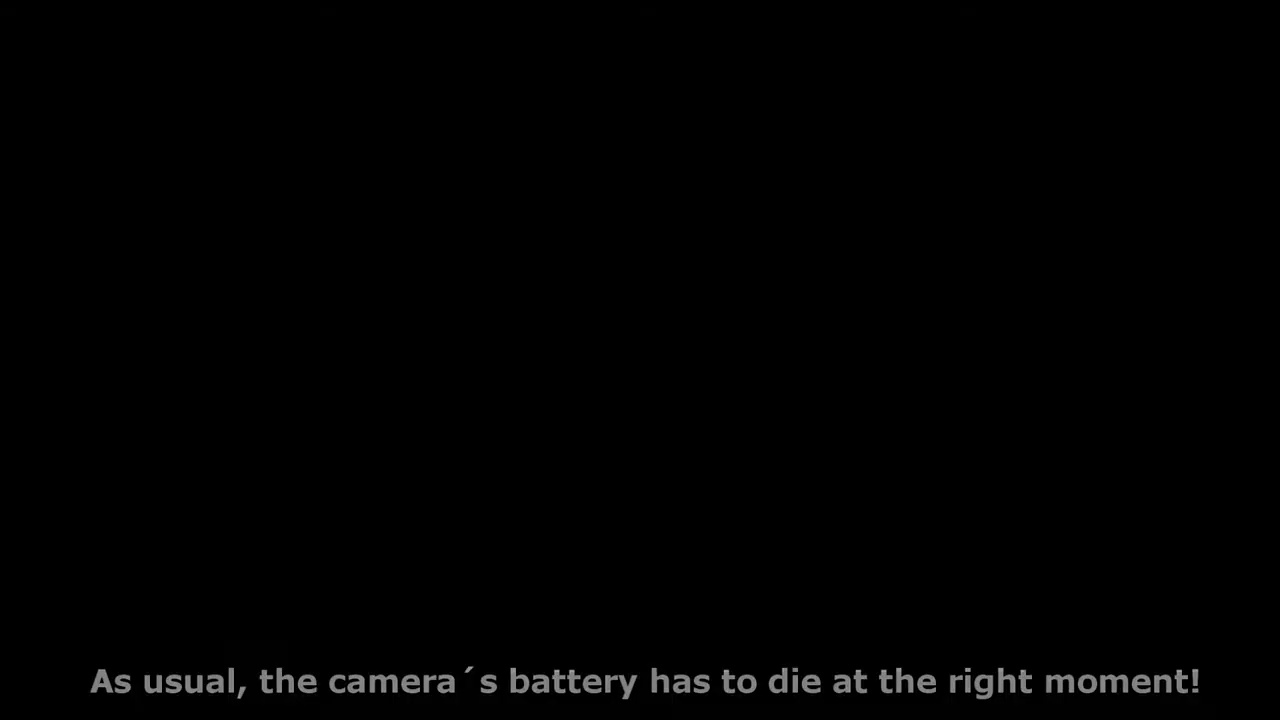 As usual, the camera´s battery has to die at the right moment!